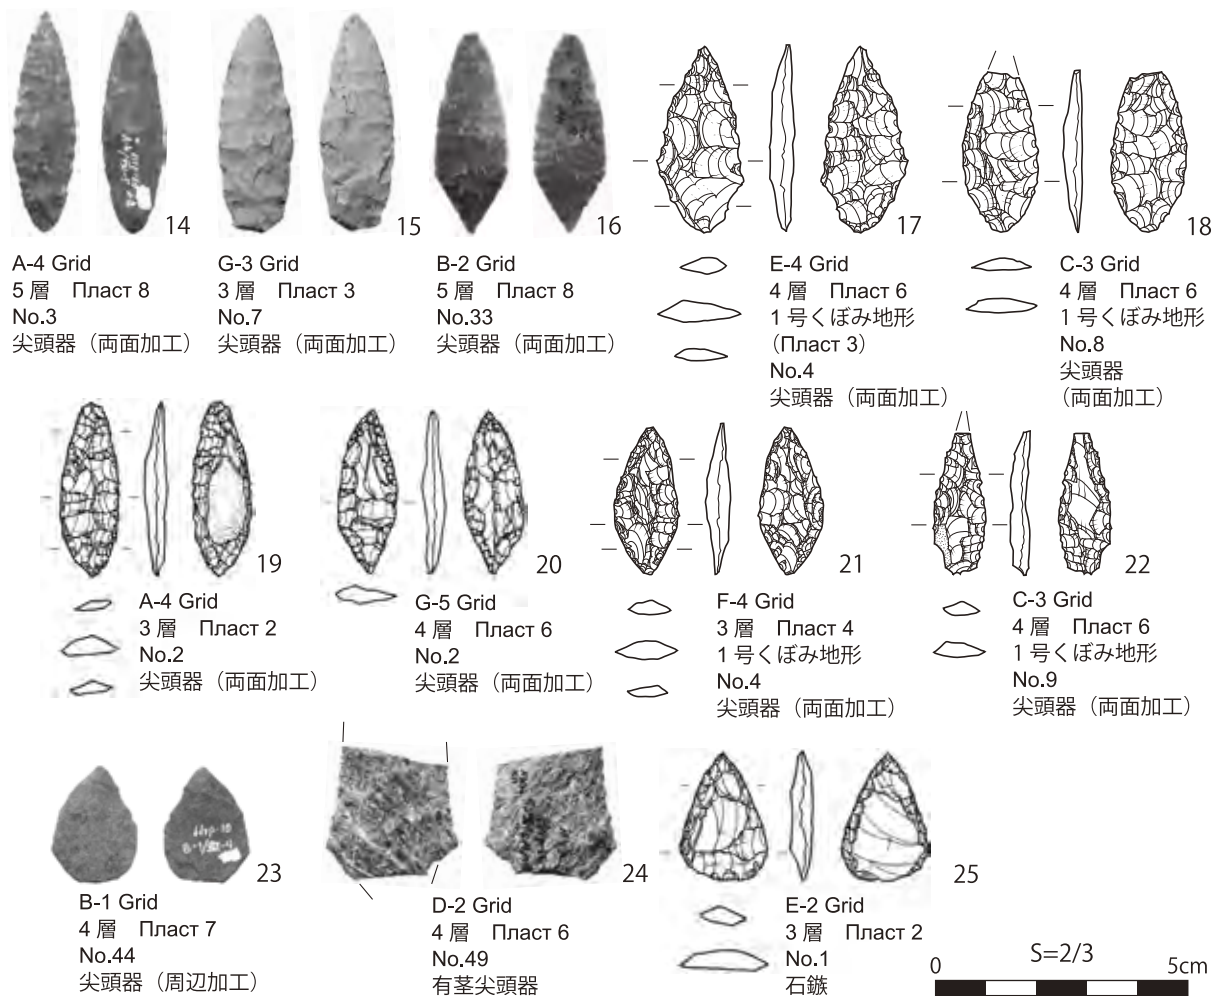 14
A-4 Grid
5 層　Пласт 8
No.3
尖頭器（両面加工）
15
G-3 Grid
3 層　Пласт 3
No.7
尖頭器（両面加工）
16
B-2 Grid
5 層　Пласт 8
No.33
尖頭器（両面加工）
17
E-4 Grid
4 層　Пласт 6
1 号くぼみ地形
（Пласт 3）
No.4
尖頭器（両面加工）
18
C-3 Grid
4 層　Пласт 6
1 号くぼみ地形
No.8
尖頭器
（両面加工）
19
A-4 Grid
3 層　Пласт 2
No.2
尖頭器（両面加工）
20
G-5 Grid
4 層　Пласт 6
No.2
尖頭器（両面加工）
21
F-4 Grid
3 層　Пласт 4
1 号くぼみ地形
No.4
尖頭器（両面加工）
22
C-3 Grid
4 層　Пласт 6
1 号くぼみ地形
No.9
尖頭器（両面加工）
23
B-1 Grid
4 層　Пласт 7
No.44
尖頭器（周辺加工）
24
D-2 Grid
4 層　Пласт 6
No.49
有茎尖頭器
25
E-2 Grid
3 層　Пласт 2
No.1
石鏃
S=2/3
0 5cm